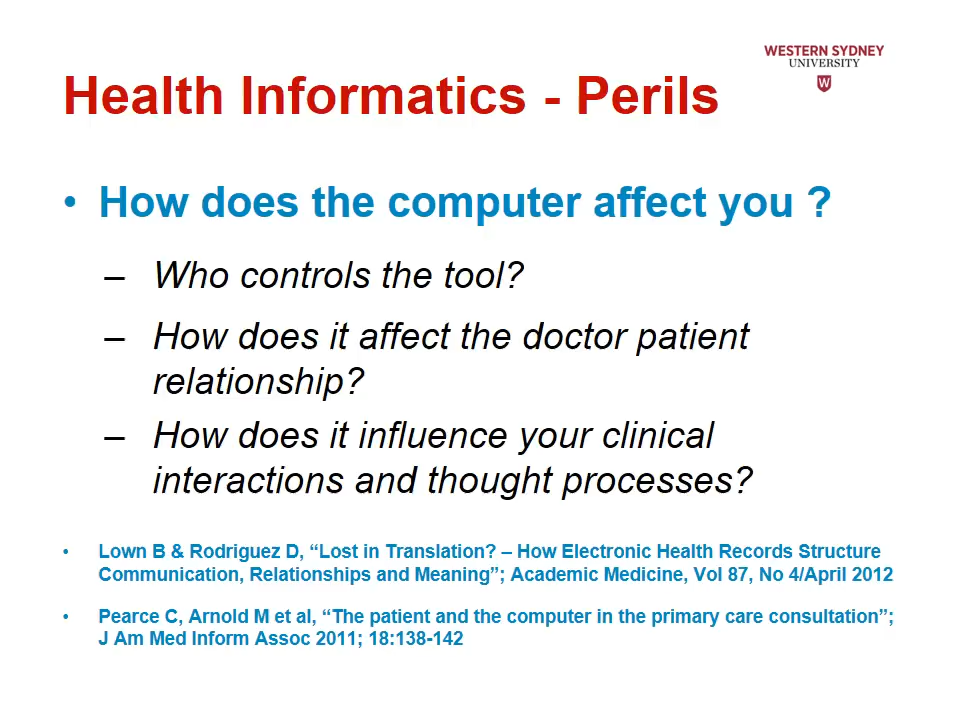 WESTERN SYDNEY
UNIVERSITY
W
Health Informatics - Perils
• How does the computer affect you ?
– Who controls the tool?
– How does it affect the doctor patient
relationship?
– How does it influence your clinical
interactions and thought processes?
• Lown B & Rodriguez D, “Lost in Translation? – How Electronic Health Records Structure
Communication, Relationships and Meaning”; Academic Medicine, Vol 87, No 4/April 2012
• Pearce C, Arnold M et al, “The patient and the computer in the primary care consultation”;
J Am Med Inform Assoc 2011; 18:138-142